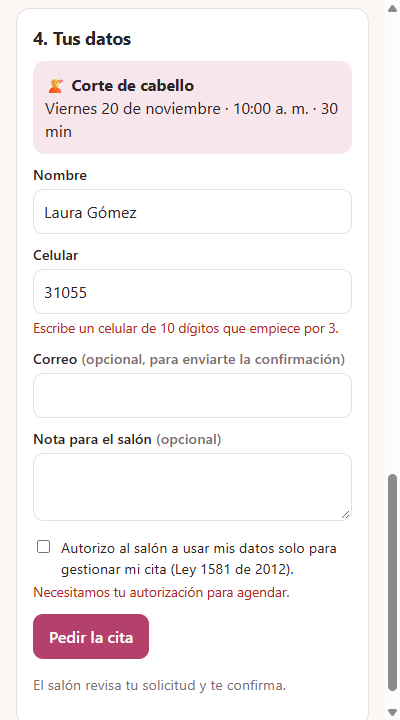 4. Tus datos
Corte de cabello
Viernes 20 de noviembre · 10:00 a. m. · 30
min
Nombre
Laura Gómez
Celular
31055
Escribe un celular de 10 dígitos que empiece por 3.
Correo (opcional, para enviarte la confirmación)
Nota para el salón (opcional)
Autorizo al salón a usar mis datos solo para
gestionar mi cita (Ley 1581 de 2012).
Necesitamos tu autorización para agendar.
Pedir la cita
El salón revisa tu solicitud y te confirma.